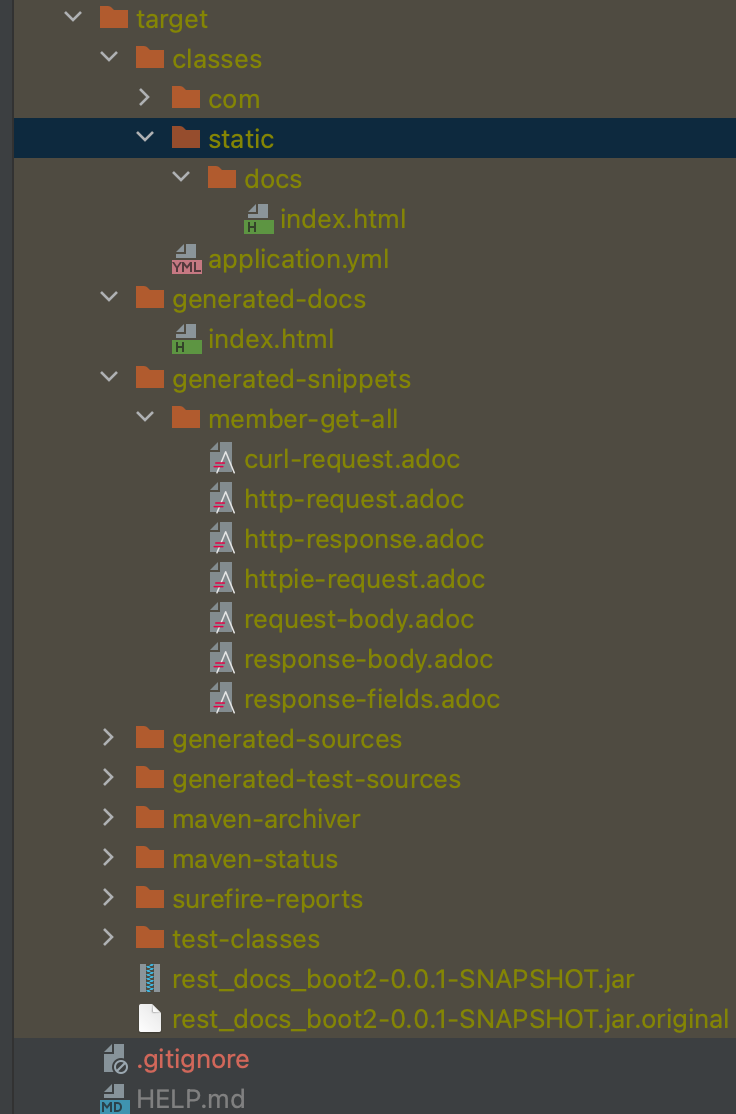 target
classes
com
static
docs
H index.html
YML application.yml
generated-docs
H index.html
generated-snippets
member-get-all
curl-request.adoc
http-request.adoc
http-response.adoc
httpie-request.adoc
request-body.adoc
response-body.adoc
response-fields.adoc
generated-sources
generated-test-sources
maven-archiver
maven-status
surefire-reports
test-classes
rest_docs_boot2-0.0.1-SNAPSHOT.jar
rest_docs_boot2-0.0.1-SNAPSHOT.jar.original
.gitignore
MD HELP.md